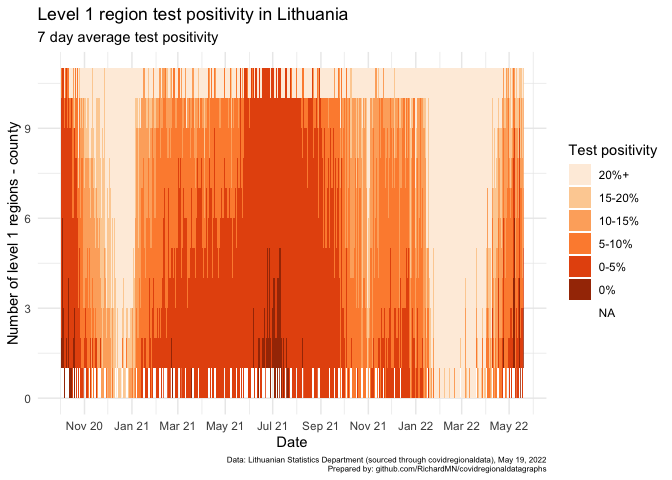 Level 1 region test positivity in Lithuania
7 day average test positivity
Number of level 1 regions - county
9
6
3
0
Nov 20 Jan 21 Mar 21 May 21 Jul 21 Sep 21 Nov 21 Jan 22 Mar 22 May 22
Date
Test positivity
20%+
15-20%
10-15%
5-10%
0-5%
0%
NA
Data: Lithuanian Statistics Department (sourced through covidregionaldata), May 19, 2022
Prepared by: github.com/RichardMN/covidregionaldatagraphs